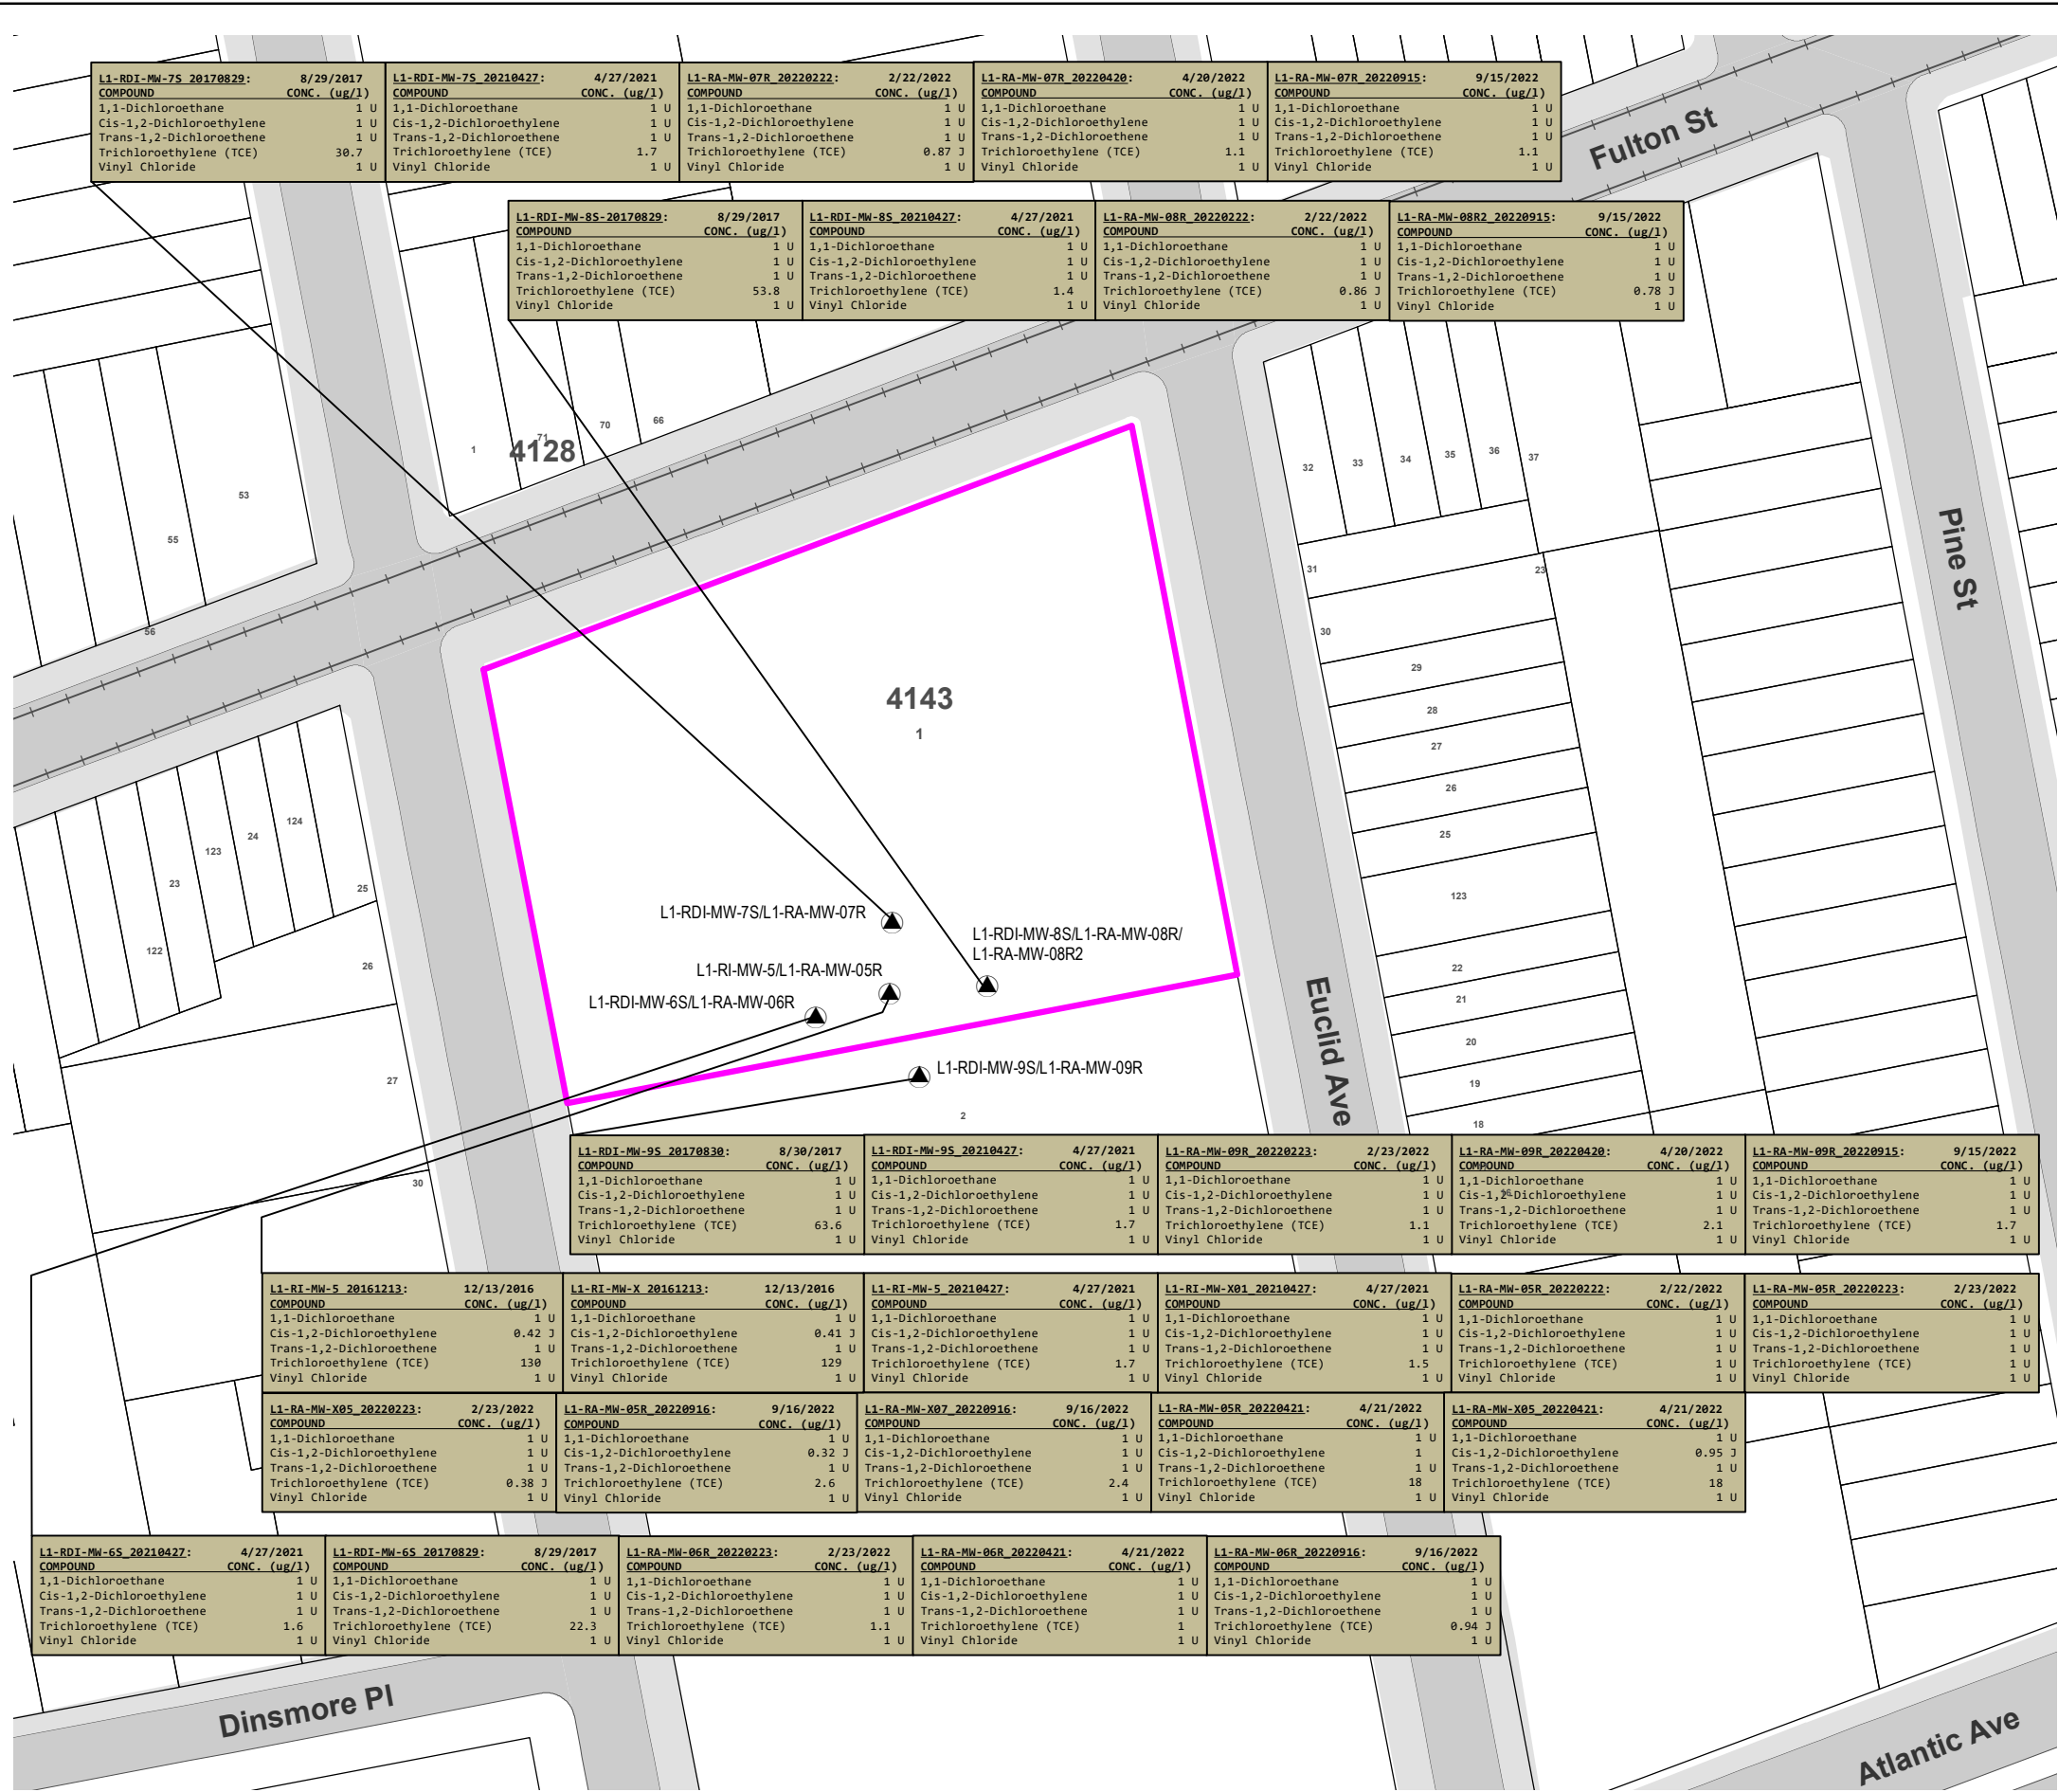 L1-RDI-MW-7S_20170829: 8/29/2017
COMPOUND CONC. (ug/l)
1,1-Dichloroethane 1 U
Cis-1,2-Dichloroethylene 1 U
Trans-1,2-Dichloroethene 1 U
Trichloroethylene (TCE) 30.7
Vinyl Chloride 1 U
L1-RDI-MW-7S_20210427: 4/27/2021
COMPOUND CONC. (ug/l)
1,1-Dichloroethane 1 U
Cis-1,2-Dichloroethylene 1 U
Trans-1,2-Dichloroethene 1 U
Trichloroethylene (TCE) 1.7
Vinyl Chloride 1 U
L1-RA-MW-07R_20220222: 2/22/2022
COMPOUND CONC. (ug/l)
1,1-Dichloroethane 1 U
Cis-1,2-Dichloroethylene 1 U
Trans-1,2-Dichloroethene 1 U
Trichloroethylene (TCE) 0.87 J
Vinyl Chloride 1 U
L1-RA-MW-07R_20220420: 4/20/2022
COMPOUND CONC. (ug/l)
1,1-Dichloroethane 1 U
Cis-1,2-Dichloroethylene 1 U
Trans-1,2-Dichloroethene 1 U
Trichloroethylene (TCE) 1.1
Vinyl Chloride 1 U
L1-RA-MW-07R_20220915: 9/15/2022
COMPOUND CONC. (ug/l)
1,1-Dichloroethane 1 U
Cis-1,2-Dichloroethylene 1 U
Trans-1,2-Dichloroethene 1 U
Trichloroethylene (TCE) 1.1
Vinyl Chloride 1 U
Fulton St
L1-RDI-MW-8S-20170829: 8/29/2017
COMPOUND CONC. (ug/l)
1,1-Dichloroethane 1 U
Cis-1,2-Dichloroethylene 1 U
Trans-1,2-Dichloroethene 1 U
Trichloroethylene (TCE) 53.8
Vinyl Chloride 1 U
L1-RDI-MW-8S_20210427: 4/27/2021
COMPOUND CONC. (ug/l)
1,1-Dichloroethane 1 U
Cis-1,2-Dichloroethylene 1 U
Trans-1,2-Dichloroethene 1 U
Trichloroethylene (TCE) 1.4
Vinyl Chloride 1 U
L1-RA-MW-08R_20220222: 2/22/2022
COMPOUND CONC. (ug/l)
1,1-Dichloroethane 1 U
Cis-1,2-Dichloroethylene 1 U
Trans-1,2-Dichloroethene 1 U
Trichloroethylene (TCE) 0.86 J
Vinyl Chloride 1 U
L1-RA-MW-08R2_20220915: 9/15/2022
COMPOUND CONC. (ug/l)
1,1-Dichloroethane 1 U
Cis-1,2-Dichloroethylene 1 U
Trans-1,2-Dichloroethene 1 U
Trichloroethylene (TCE) 0.78 J
Vinyl Chloride 1 U
1
4128
71
70
66
53
55
56
32
33
34
35
36
37
31
23
30
29
28
27
26
25
123
22
21
20
19
18
Pine St
4143
1
124
24
123
23
122
25
26
27
30
L1-RDI-MW-7S/L1-RA-MW-07R
L1-RDI-MW-8S/L1-RA-MW-08R/
L1-RA-MW-08R2
L1-RI-MW-5/L1-RA-MW-05R
L1-RDI-MW-6S/L1-RA-MW-06R
L1-RDI-MW-9S/L1-RA-MW-09R
2
Euclid Ave
L1-RDI-MW-9S_20170830: 8/30/2017
COMPOUND CONC. (ug/l)
1,1-Dichloroethane 1 U
Cis-1,2-Dichloroethylene 1 U
Trans-1,2-Dichloroethene 1 U
Trichloroethylene (TCE) 63.6
Vinyl Chloride 1 U
L1-RDI-MW-9S_20210427: 4/27/2021
COMPOUND CONC. (ug/l)
1,1-Dichloroethane 1 U
Cis-1,2-Dichloroethylene 1 U
Trans-1,2-Dichloroethene 1 U
Trichloroethylene (TCE) 1.7
Vinyl Chloride 1 U
L1-RA-MW-09R_20220223: 2/23/2022
COMPOUND CONC. (ug/l)
1,1-Dichloroethane 1 U
Cis-1,2-Dichloroethylene 1 U
Trans-1,2-Dichloroethene 1 U
Trichloroethylene (TCE) 1.1
Vinyl Chloride 1 U
L1-RA-MW-09R_20220420: 4/20/2022
COMPOUND CONC. (ug/l)
1,1-Dichloroethane 1 U
Cis-1,2-Dichloroethylene 1 U
Trans-1,2-Dichloroethene 1 U
Trichloroethylene (TCE) 2.1
Vinyl Chloride 1 U
L1-RA-MW-09R_20220915: 9/15/2022
COMPOUND CONC. (ug/l)
1,1-Dichloroethane 1 U
Cis-1,2-Dichloroethylene 1 U
Trans-1,2-Dichloroethene 1 U
Trichloroethylene (TCE) 1.7
Vinyl Chloride 1 U
L1-RI-MW-5_20161213: 12/13/2016
COMPOUND CONC. (ug/l)
1,1-Dichloroethane 1 U
Cis-1,2-Dichloroethylene 0.42 J
Trans-1,2-Dichloroethene 1 U
Trichloroethylene (TCE) 130
Vinyl Chloride 1 U
L1-RI-MW-X_20161213: 12/13/2016
COMPOUND CONC. (ug/l)
1,1-Dichloroethane 1 U
Cis-1,2-Dichloroethylene 0.41 J
Trans-1,2-Dichloroethene 1 U
Trichloroethylene (TCE) 129
Vinyl Chloride 1 U
L1-RI-MW-5_20210427: 4/27/2021
COMPOUND CONC. (ug/l)
1,1-Dichloroethane 1 U
Cis-1,2-Dichloroethylene 1 U
Trans-1,2-Dichloroethene 1 U
Trichloroethylene (TCE) 1.7
Vinyl Chloride 1 U
L1-RI-MW-X01_20210427: 4/27/2021
COMPOUND CONC. (ug/l)
1,1-Dichloroethane 1 U
Cis-1,2-Dichloroethylene 1 U
Trans-1,2-Dichloroethene 1 U
Trichloroethylene (TCE) 1.5
Vinyl Chloride 1 U
L1-RA-MW-05R_20220222: 2/22/2022
COMPOUND CONC. (ug/l)
1,1-Dichloroethane 1 U
Cis-1,2-Dichloroethylene 1 U
Trans-1,2-Dichloroethene 1 U
Trichloroethylene (TCE) 1 U
Vinyl Chloride 1 U
L1-RA-MW-05R_20220223: 2/23/2022
COMPOUND CONC. (ug/l)
1,1-Dichloroethane 1 U
Cis-1,2-Dichloroethylene 1 U
Trans-1,2-Dichloroethene 1 U
Trichloroethylene (TCE) 1 U
Vinyl Chloride 1 U
L1-RA-MW-X05_20220223: 2/23/2022
COMPOUND CONC. (ug/l)
1,1-Dichloroethane 1 U
Cis-1,2-Dichloroethylene 1 U
Trans-1,2-Dichloroethene 1 U
Trichloroethylene (TCE) 0.38 J
Vinyl Chloride 1 U
L1-RA-MW-05R_20220916: 9/16/2022
COMPOUND CONC. (ug/l)
1,1-Dichloroethane 1 U
Cis-1,2-Dichloroethylene 0.32 J
Trans-1,2-Dichloroethene 1 U
Trichloroethylene (TCE) 2.6
Vinyl Chloride 1 U
L1-RA-MW-X07_20220916: 9/16/2022
COMPOUND CONC. (ug/l)
1,1-Dichloroethane 1 U
Cis-1,2-Dichloroethylene 1 U
Trans-1,2-Dichloroethene 1 U
Trichloroethylene (TCE) 2.4
Vinyl Chloride 1 U
L1-RA-MW-05R_20220421: 4/21/2022
COMPOUND CONC. (ug/l)
1,1-Dichloroethane 1 U
Cis-1,2-Dichloroethylene 1
Trans-1,2-Dichloroethene 1 U
Trichloroethylene (TCE) 18
Vinyl Chloride 1 U
L1-RA-MW-X05_20220421: 4/21/2022
COMPOUND CONC. (ug/l)
1,1-Dichloroethane 1 U
Cis-1,2-Dichloroethylene 0.95 J
Trans-1,2-Dichloroethene 1 U
Trichloroethylene (TCE) 18
Vinyl Chloride 1 U
L1-RDI-MW-6S_20210427: 4/27/2021
COMPOUND CONC. (ug/l)
1,1-Dichloroethane 1 U
Cis-1,2-Dichloroethylene 1 U
Trans-1,2-Dichloroethene 1 U
Trichloroethylene (TCE) 1.6
Vinyl Chloride 1 U
L1-RDI-MW-6S_20170829: 8/29/2017
COMPOUND CONC. (ug/l)
1,1-Dichloroethane 1 U
Cis-1,2-Dichloroethylene 1 U
Trans-1,2-Dichloroethene 1 U
Trichloroethylene (TCE) 22.3
Vinyl Chloride 1 U
L1-RA-MW-06R_20220223: 2/23/2022
COMPOUND CONC. (ug/l)
1,1-Dichloroethane 1 U
Cis-1,2-Dichloroethylene 1 U
Trans-1,2-Dichloroethene 1 U
Trichloroethylene (TCE) 1.1
Vinyl Chloride 1 U
L1-RA-MW-06R_20220421: 4/21/2022
COMPOUND CONC. (ug/l)
1,1-Dichloroethane 1 U
Cis-1,2-Dichloroethylene 1 U
Trans-1,2-Dichloroethene 1 U
Trichloroethylene (TCE) 1
Vinyl Chloride 1 U
L1-RA-MW-06R_20220916: 9/16/2022
COMPOUND CONC. (ug/l)
1,1-Dichloroethane 1 U
Cis-1,2-Dichloroethylene 1 U
Trans-1,2-Dichloroethene 1 U
Trichloroethylene (TCE) 0.94 J
Vinyl Chloride 1 U
Dinsmore Pl
Atlantic Ave